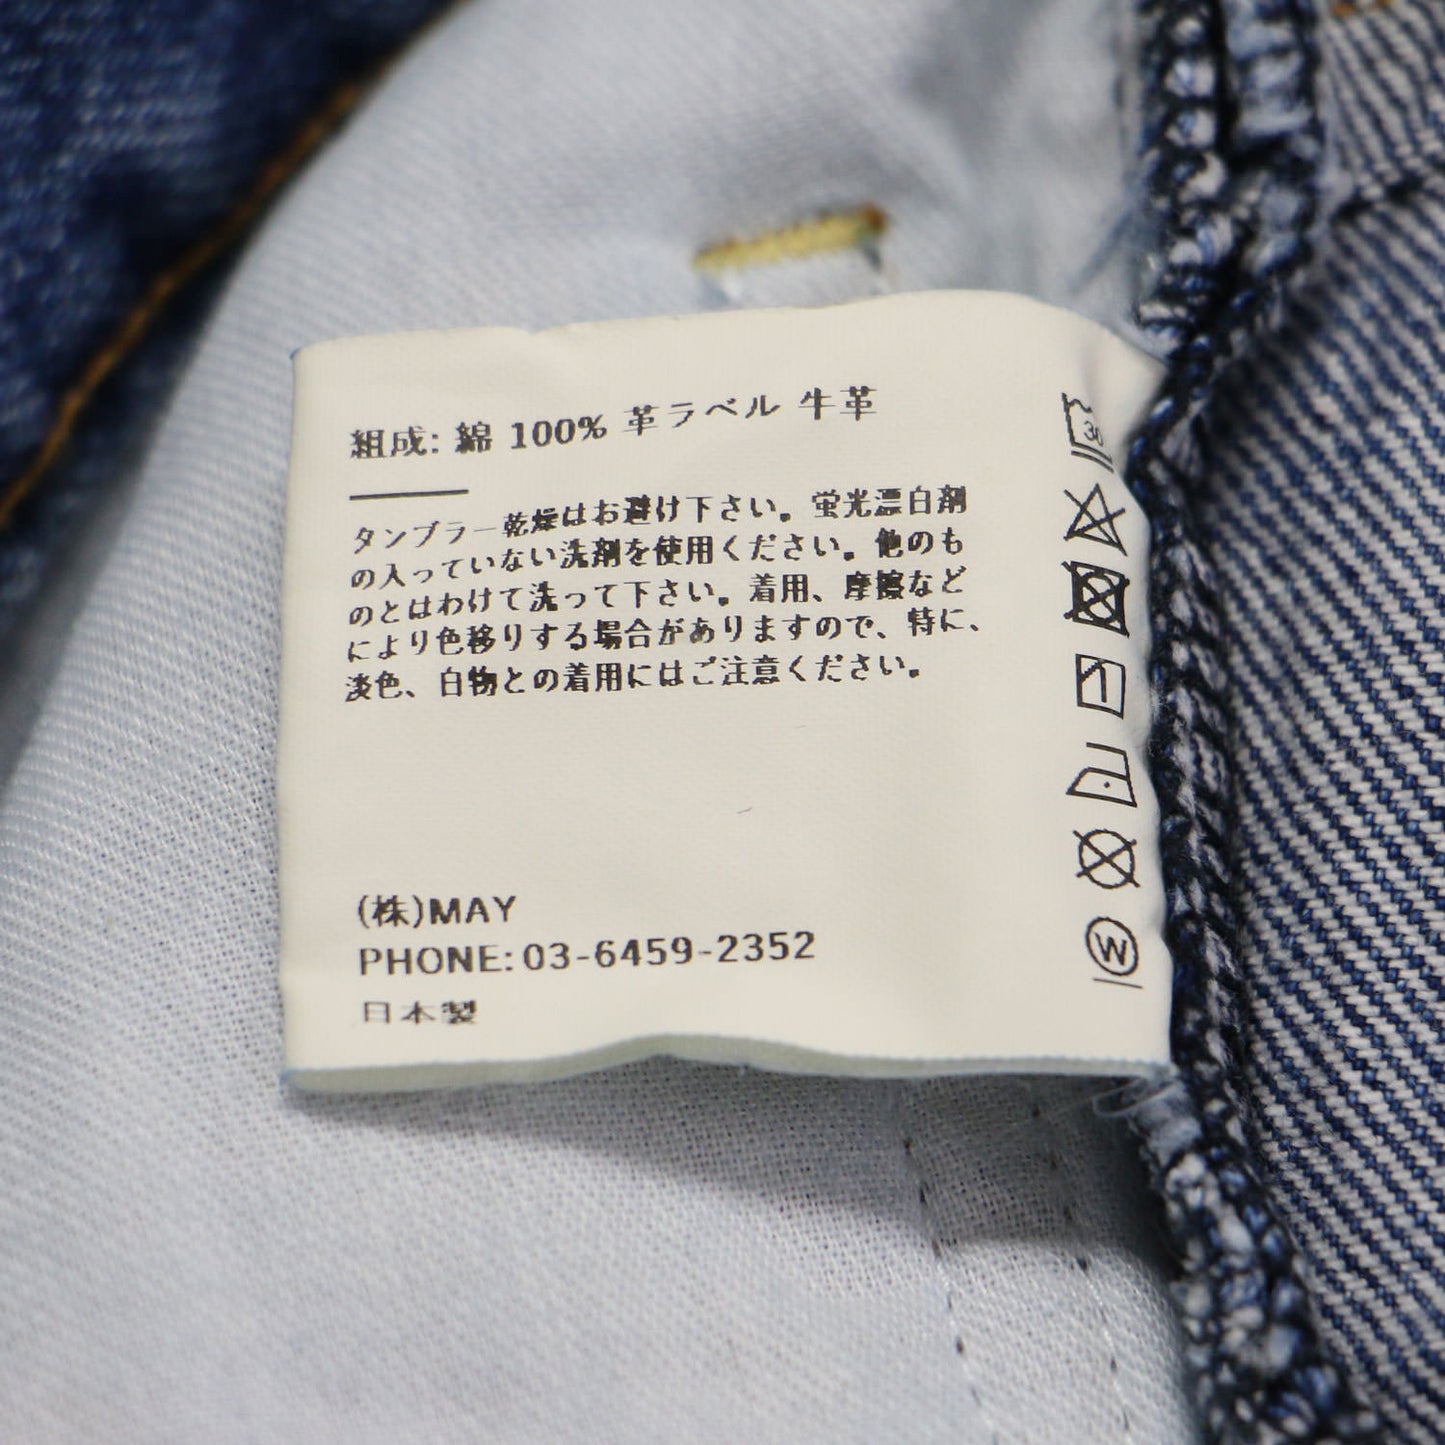 組成: 綿 100% 革ラベル 牛革
タンブラー乾燥はお避け下さい。蛍光漂白剤
の入っていない洗剤を使用ください。他のも
のとはわけて洗って下さい。着用、摩擦など
により色移りする場合がありますので、特に、
淡色、白物との着用にはご注意ください。
(株)MAY
PHONE: 03-6459-2352
日本製
30
W